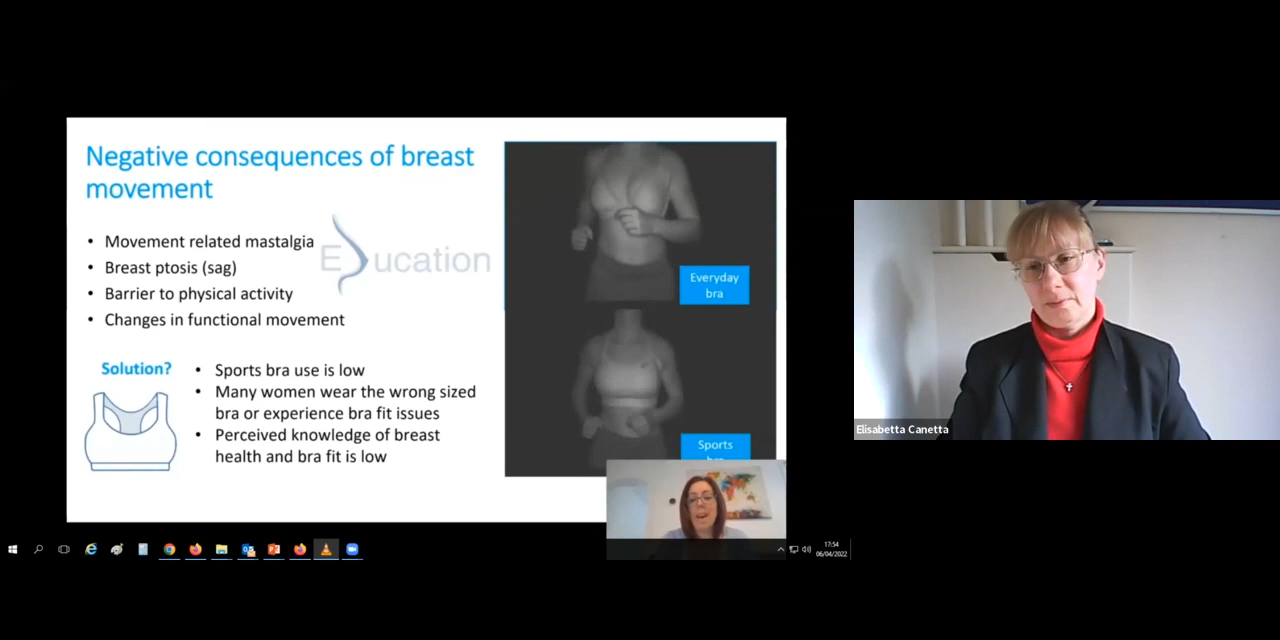 Negative consequences of breast
movement
• Movement related mastalgia
• Breast ptosis (sag)
• Barrier to physical activity
• Changes in functional movement
E ucation
Solution?
• Sports bra use is low
• Many women wear the wrong sized
bra or experience bra fit issues
• Perceived knowledge of breast
health and bra fit is low
Everyday
bra
Sports
bra
Elisabetta Canetta
17:54
06/04/2022